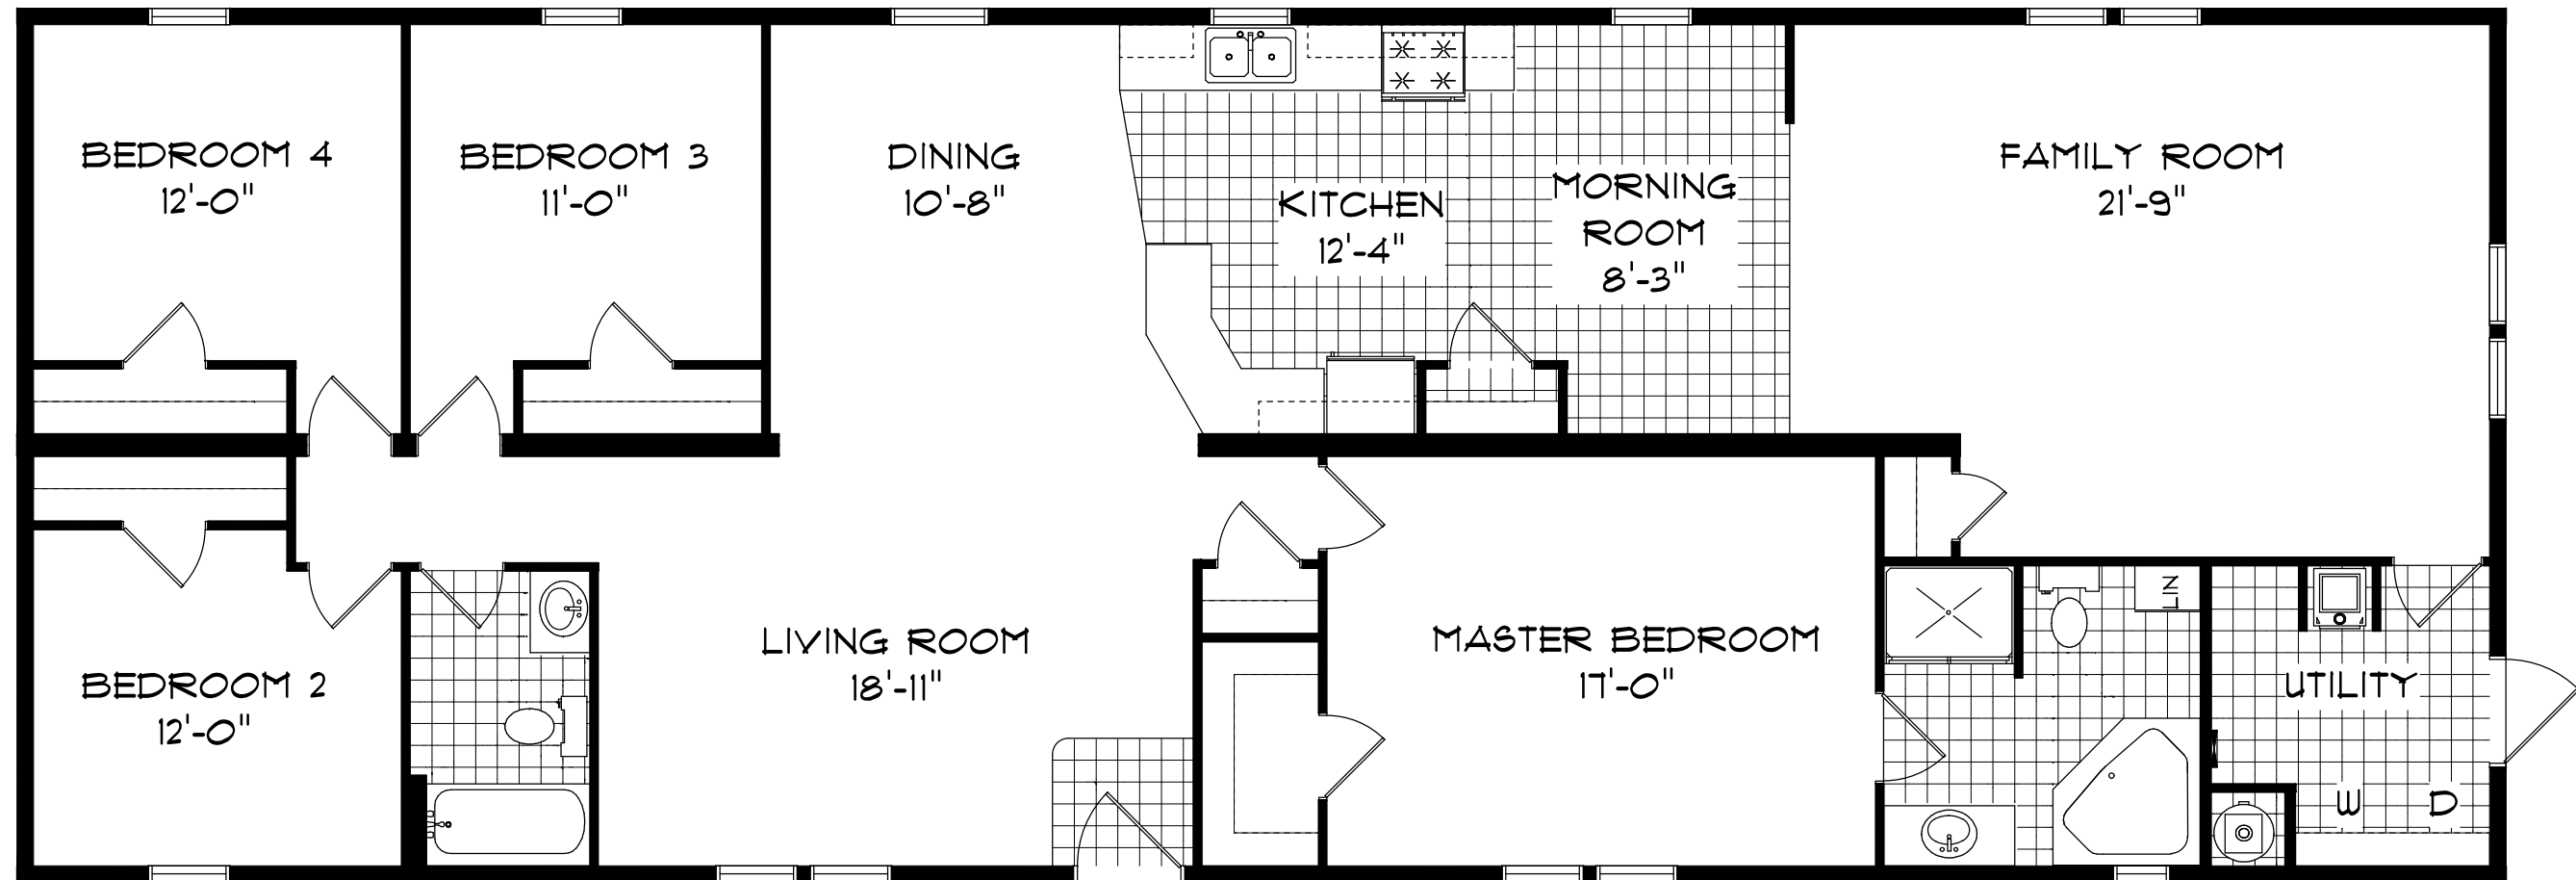 BEDROOM 4
12'-0"
BEDROOM 3
11'-0"
DINING
10'-8"
KITCHEN
12'-4"
MORNING
ROOM
8'-3"
FAMILY ROOM
21'-9"
BEDROOM 2
12'-0"
LIVING ROOM
18'-11"
MASTER BEDROOM
17'-0"
LIN
UTILITY
W D